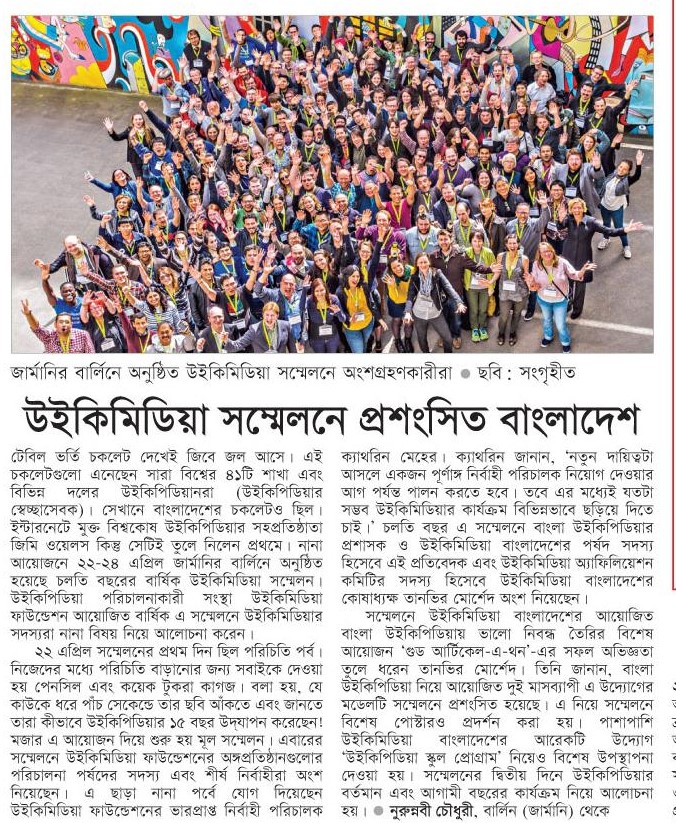 জার্মানির বার্লিনে অনুষ্ঠিত উইকিমিডিয়া সম্মেলনে অংশগ্রহণকারীরা ● ছবি : সংগৃহীত
উইকিমিডিয়া সম্মেলনে প্রশংসিত বাংলাদেশ
টেবিল ভর্তি চকলেট দেখেই জিবে জল আসে। এই
চকলেটগুলো এনেছেন সারা বিশ্বের ৪১টি শাখা এবং
বিভিন্ন দলের উইকিপিডিয়ানরা (উইকিপিডিয়ার
স্বেচ্ছাসেবক)। সেখানে বাংলাদেশের চকলেটও ছিল।
ইন্টারনেটে মুক্ত বিশ্বকোষ উইকিপিডিয়ার সহপ্রতিষ্ঠাতা
জিমি ওয়েলস কিন্তু সেটিই তুলে নিলেন প্রথমে। নানা
আয়োজনে ২২-২৪ এপ্রিল জার্মানির বার্লিনে অনুষ্ঠিত
হয়েছে চলতি বছরের বার্ষিক উইকিমিডিয়া সম্মেলন।
উইকিপিডিয়া পরিচালনাকারী সংস্থা উইকিমিডিয়া
ফাউন্ডেশন আয়োজিত বার্ষিক এ সম্মেলনে উইকিমিডিয়ার
সদস্যরা নানা বিষয় নিয়ে আলোচনা করেন।
২২ এপ্রিল সম্মেলনের প্রথম দিন ছিল পরিচিতি পর্ব।
নিজেদের মধ্যে পরিচিতি বাড়ানোর জন্য সবাইকে দেওয়া
হয় পেনসিল এবং কয়েক টুকরা কাগজ। বলা হয়, যে
কাউকে ধরে পাঁচ সেকেন্ডে তার ছবি আঁকতে এবং জানতে
তারা কীভাবে উইকিপিডিয়ার ১৫ বছর উদ্‌যাপন করেছেন!
মজার এ আয়োজন দিয়ে শুরু হয় মূল সম্মেলন। এবারের
সম্মেলনে উইকিমিডিয়া ফাউন্ডেশনের অঙ্গপ্রতিষ্ঠানগুলোর
পরিচালনা পর্ষদের সদস্য এবং শীর্ষ নির্বাহীরা অংশ
নিয়েছেন। এ ছাড়া নানা পর্বে যোগ দিয়েছেন
উইকিমিডিয়া ফাউন্ডেশনের ভারপ্রাপ্ত নির্বাহী পরিচালক
ক্যাথরিন মেহের। ক্যাথরিন জানান, ‘নতুন দায়িত্বটা
আসলে একজন পূর্ণাঙ্গ নির্বাহী পরিচালক নিয়োগ দেওয়ার
আগ পর্যন্ত পালন করতে হবে। তবে এর মধ্যেই যতটা
সম্ভব উইকিমিডিয়ার কার্যক্রম বিভিন্নভাবে ছড়িয়ে দিতে
চাই।’ চলতি বছর এ সম্মেলনে বাংলা উইকিপিডিয়ার
প্রশাসক ও উইকিমিডিয়া বাংলাদেশের পর্ষদ সদস্য
হিসেবে এই প্রতিবেদক এবং উইকিমিডিয়া অ্যাফিলিয়েশন
কমিটির সদস্য হিসেবে উইকিমিডিয়া বাংলাদেশের
কোষাধ্যক্ষ তানভির মোর্শেদ অংশ নিয়েছেন।
সম্মেলনে উইকিমিডিয়া বাংলাদেশের আয়োজিত
বাংলা উইকিপিডিয়ায় ভালো নিবন্ধ তৈরির বিশেষ
আয়োজন ‘গুড আর্টিকেল-এ-থন’-এর সফল অভিজ্ঞতা
তুলে ধরেন তানভির মোর্শেদ। তিনি জানান, বাংলা
উইকিপিডিয়া নিয়ে আয়োজিত দুই মাসব্যাপী এ উদ্যোগের
মডেলটি সম্মেলনে প্রশংসিত হয়েছে। এ নিয়ে সম্মেলনে
বিশেষ পোস্টারও প্রদর্শন করা হয়। পাশাপাশি
উইকিমিডিয়া বাংলাদেশের আরেকটি উদ্যোগ
‘উইকিপিডিয়া স্কুল প্রোগ্রাম’ নিয়েও বিশেষ উপস্থাপনা
দেওয়া হয়। সম্মেলনের দ্বিতীয় দিনে উইকিপিডিয়ার
বর্তমান এবং আগামী বছরের কার্যক্রম নিয়ে আলোচনা
হয়। ● নুরুন্নবী চৌধুরী, বার্লিন (জার্মানি) থেকে